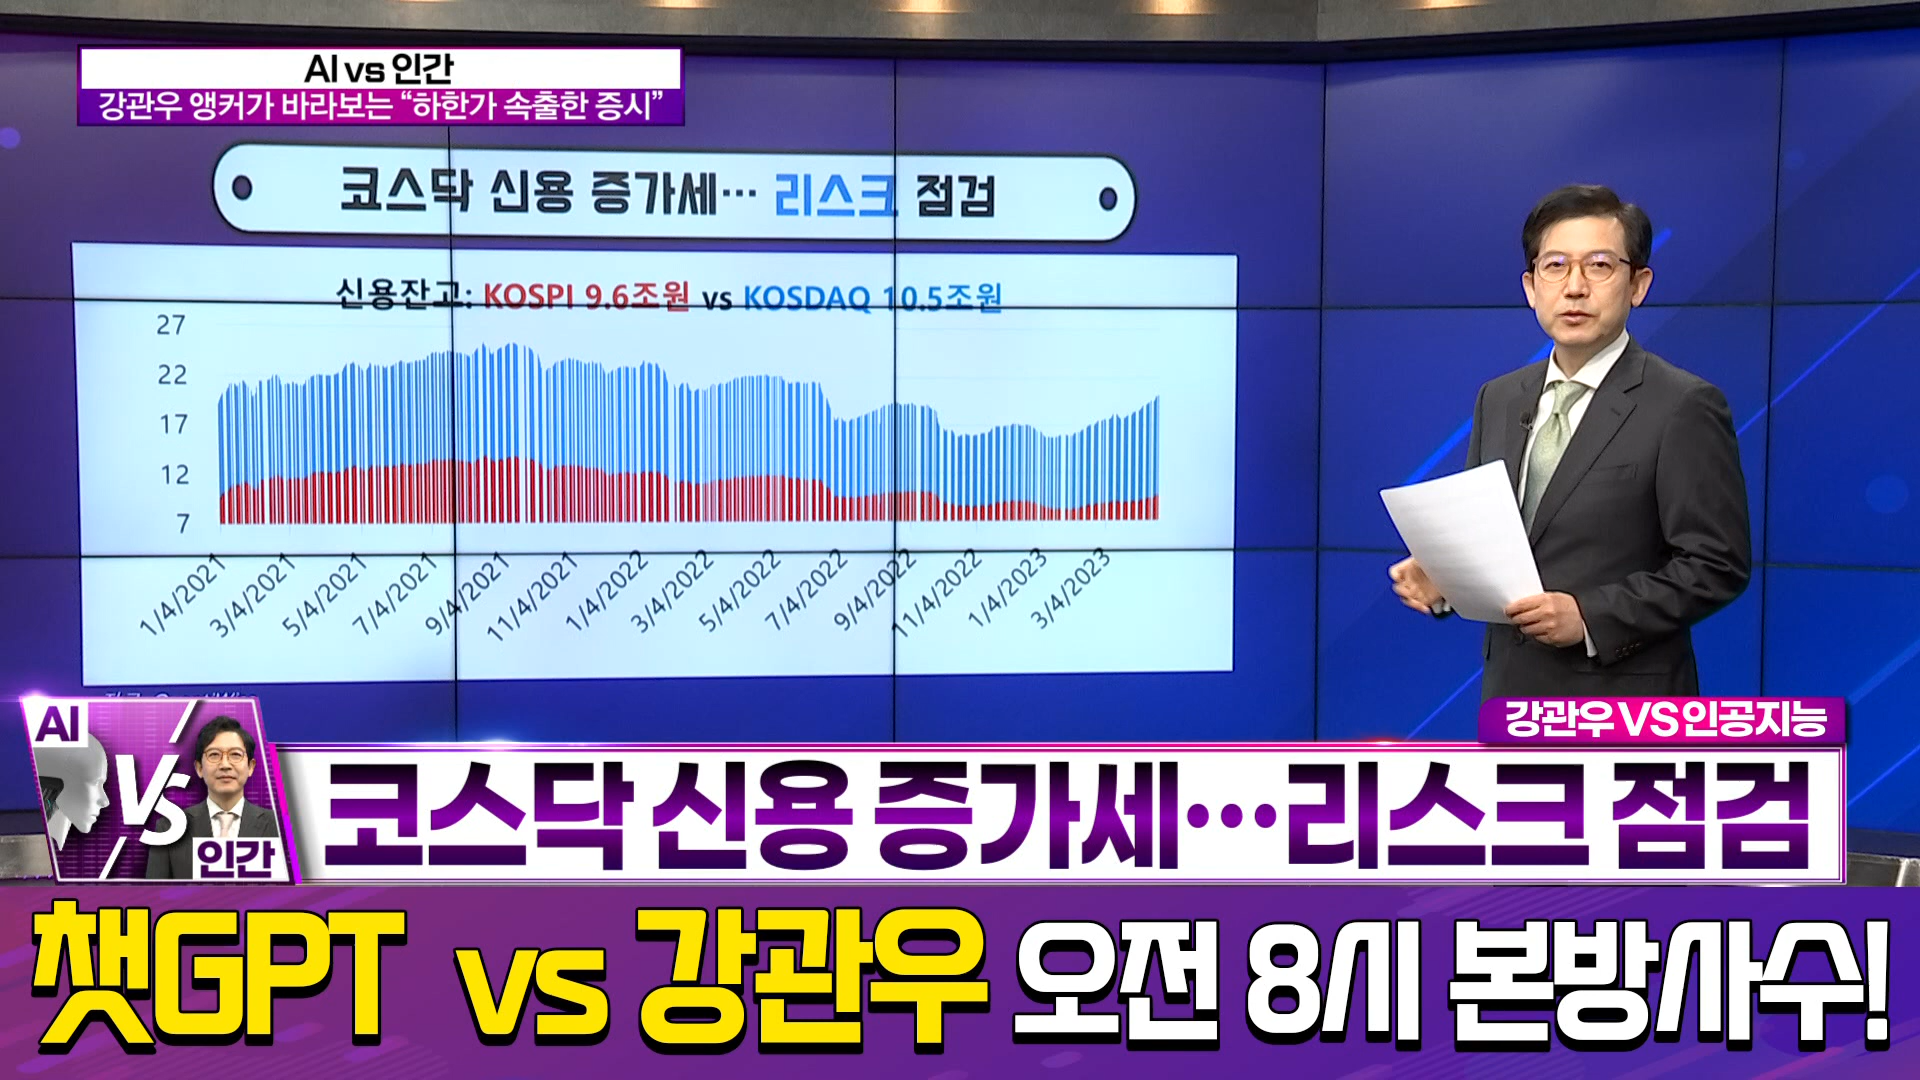 AI vs 인간
강관우 앵커가 바라보는 “하한가 속출한 증시”
코스닥 신용 증가세… 리스크 점검
신용잔고: KOSPI 9.6조원 vs KOSDAQ 10.5조원
27
22
17
12
7
1/4/2021
3/4/2021
5/4/2021
7/4/2021
9/4/2021
11/4/2021
1/4/2022
3/4/2022
5/4/2022
7/4/2022
9/4/2022
11/4/2022
1/4/2023
3/4/2023
강관우 VS 인공지능
AI
VS
인간
코스닥 신용 증가세…리스크 점검
챗GPT vs 강관우 오전 8시 본방사수!